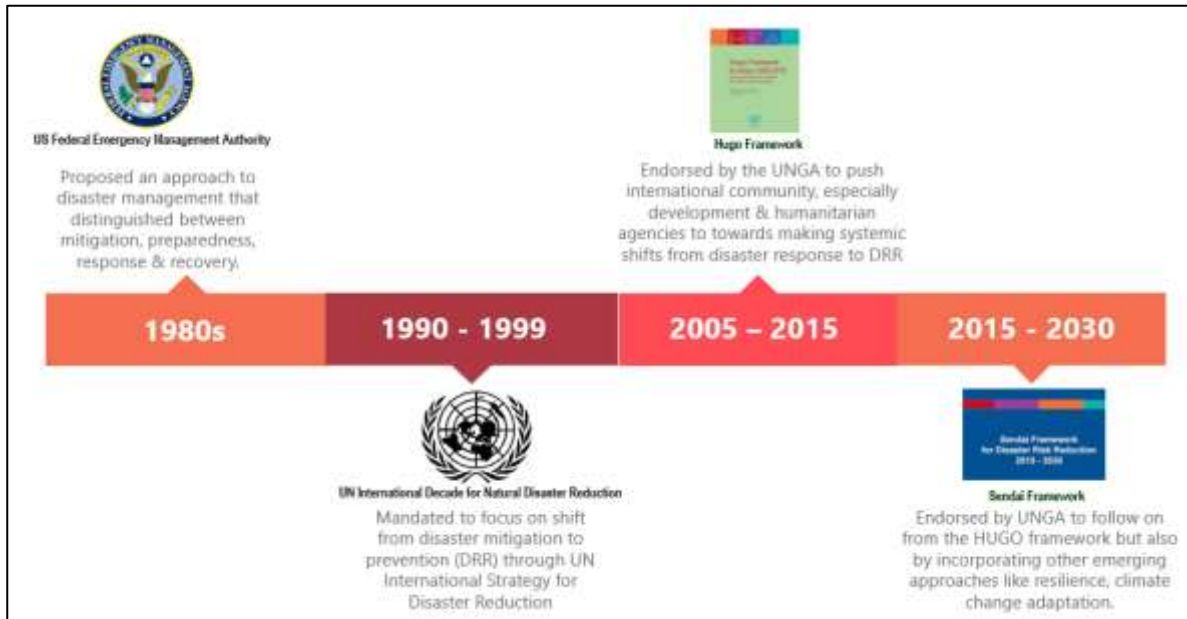 FEDERAL EMERGENCY MANAGEMENT AGENCY
US Federal Emergency Management Authority
Proposed an approach to
disaster management that
distinguished between
mitigation, preparedness,
response & recovery.
Hugo Framework
Endorsed by the UNGA to push
international community, especially
development & humanitarian
agencies to towards making systemic
shifts from disaster response to DRR
1980s
1990 - 1999
2005 – 2015
2015 - 2030
UN International Decade for Natural Disaster Reduction
Mandated to focus on shift
from disaster mitigation to
prevention (DRR) through UN
International Strategy for
Disaster Reduction
Sendai Framework
for Disaster Risk Reduction
2015 - 2030
Sendai Framework
Endorsed by UNGA to follow on
from the HUGO framework but also
by incorporating other emerging
approaches like resilience, climate
change adaptation.